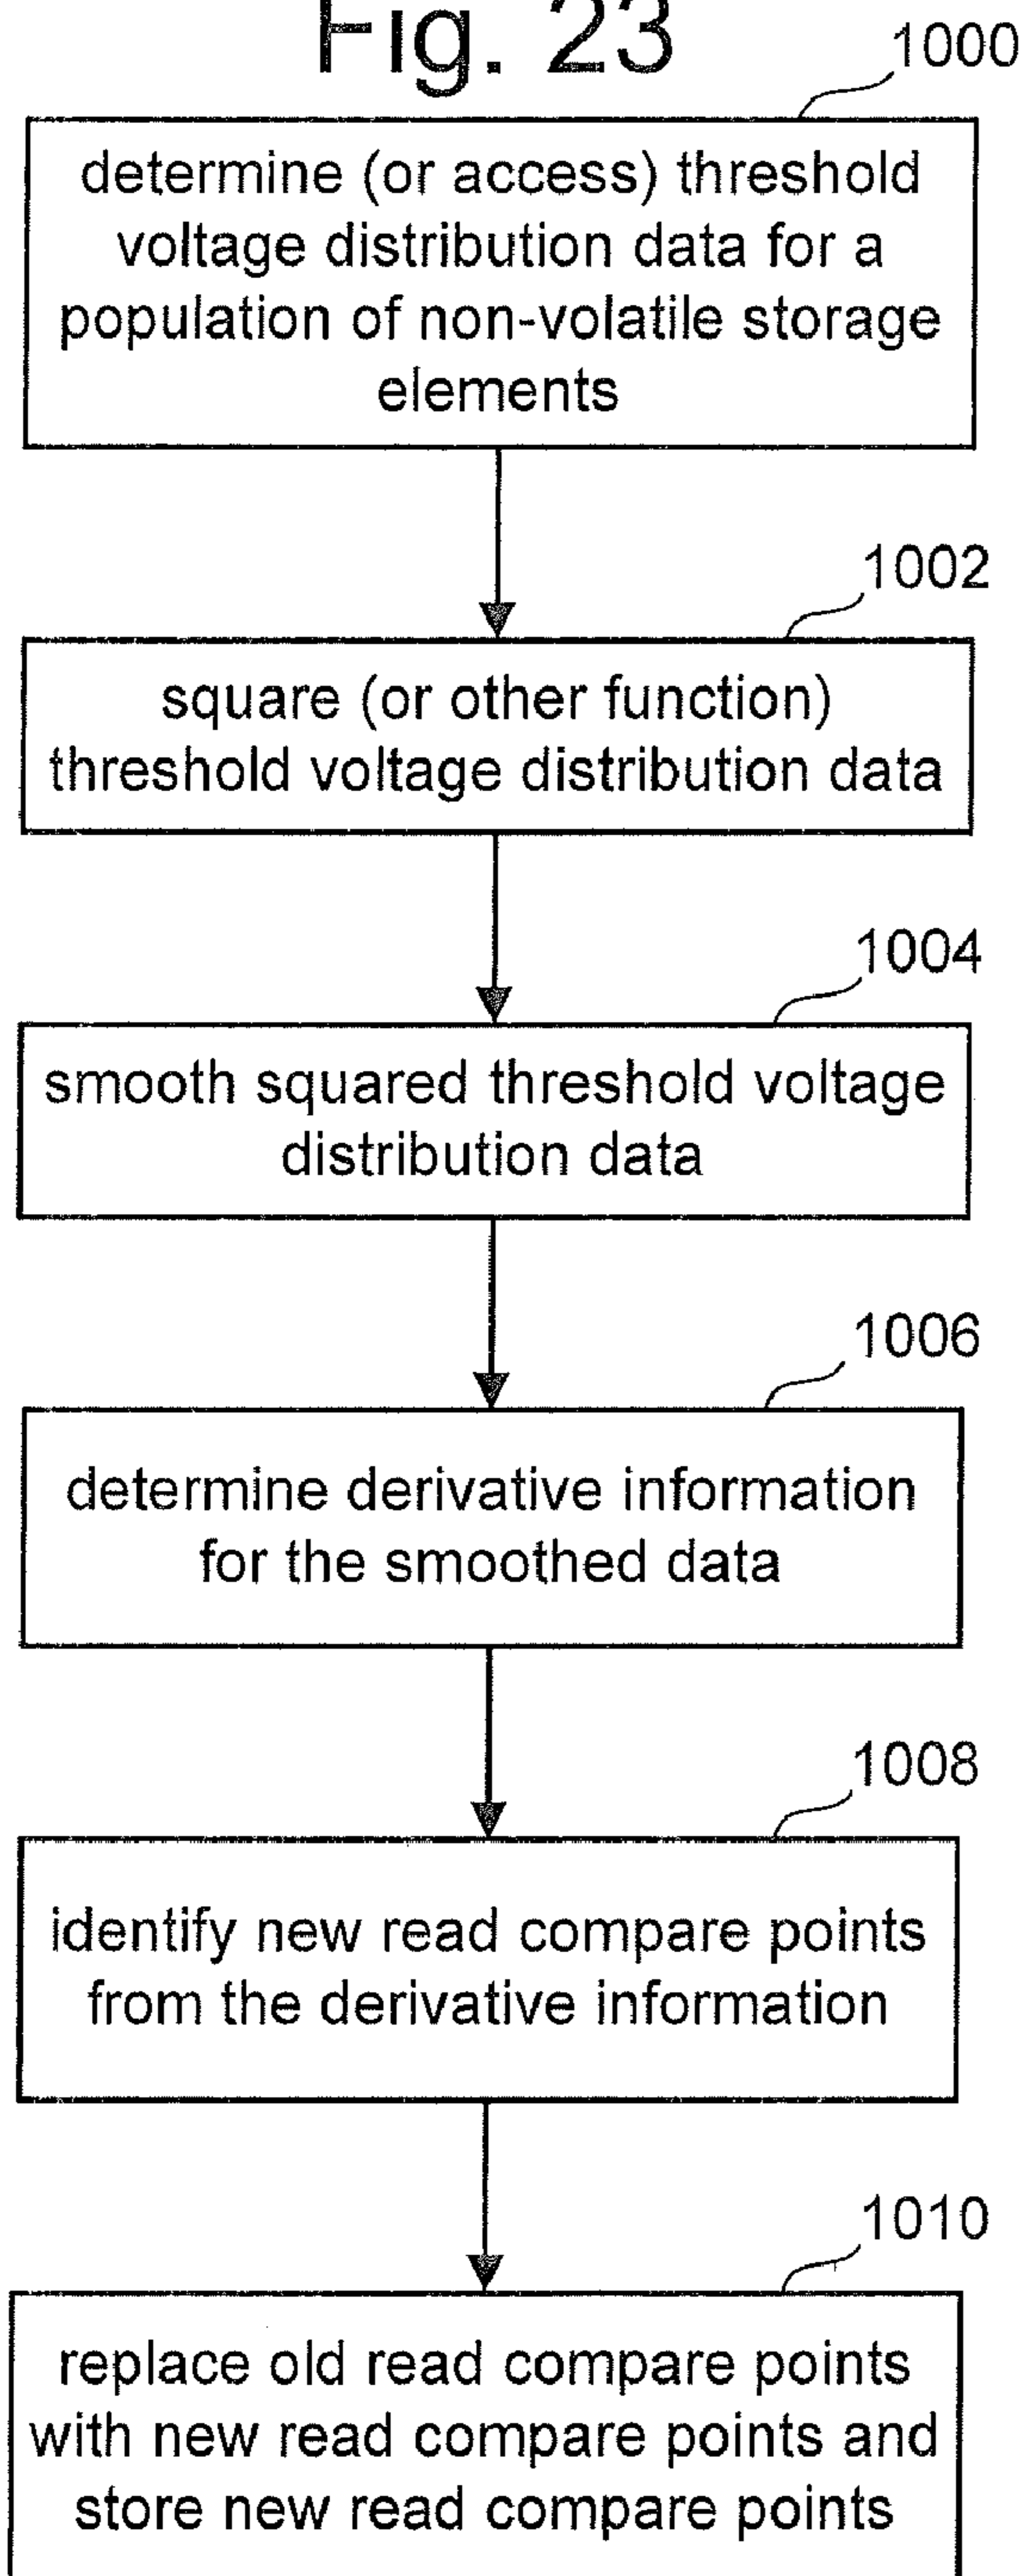 Fig. 23
1000
determine (or access) threshold
voltage distribution data for a
population of non-volatile storage
elements
1002
square (or other function)
threshold voltage distribution data
1004
smooth squared threshold voltage
distribution data
1006
determine derivative information
for the smoothed data
1008
identify new read compare points
from the derivative information
1010
replace old read compare points
with new read compare points and
store new read compare points